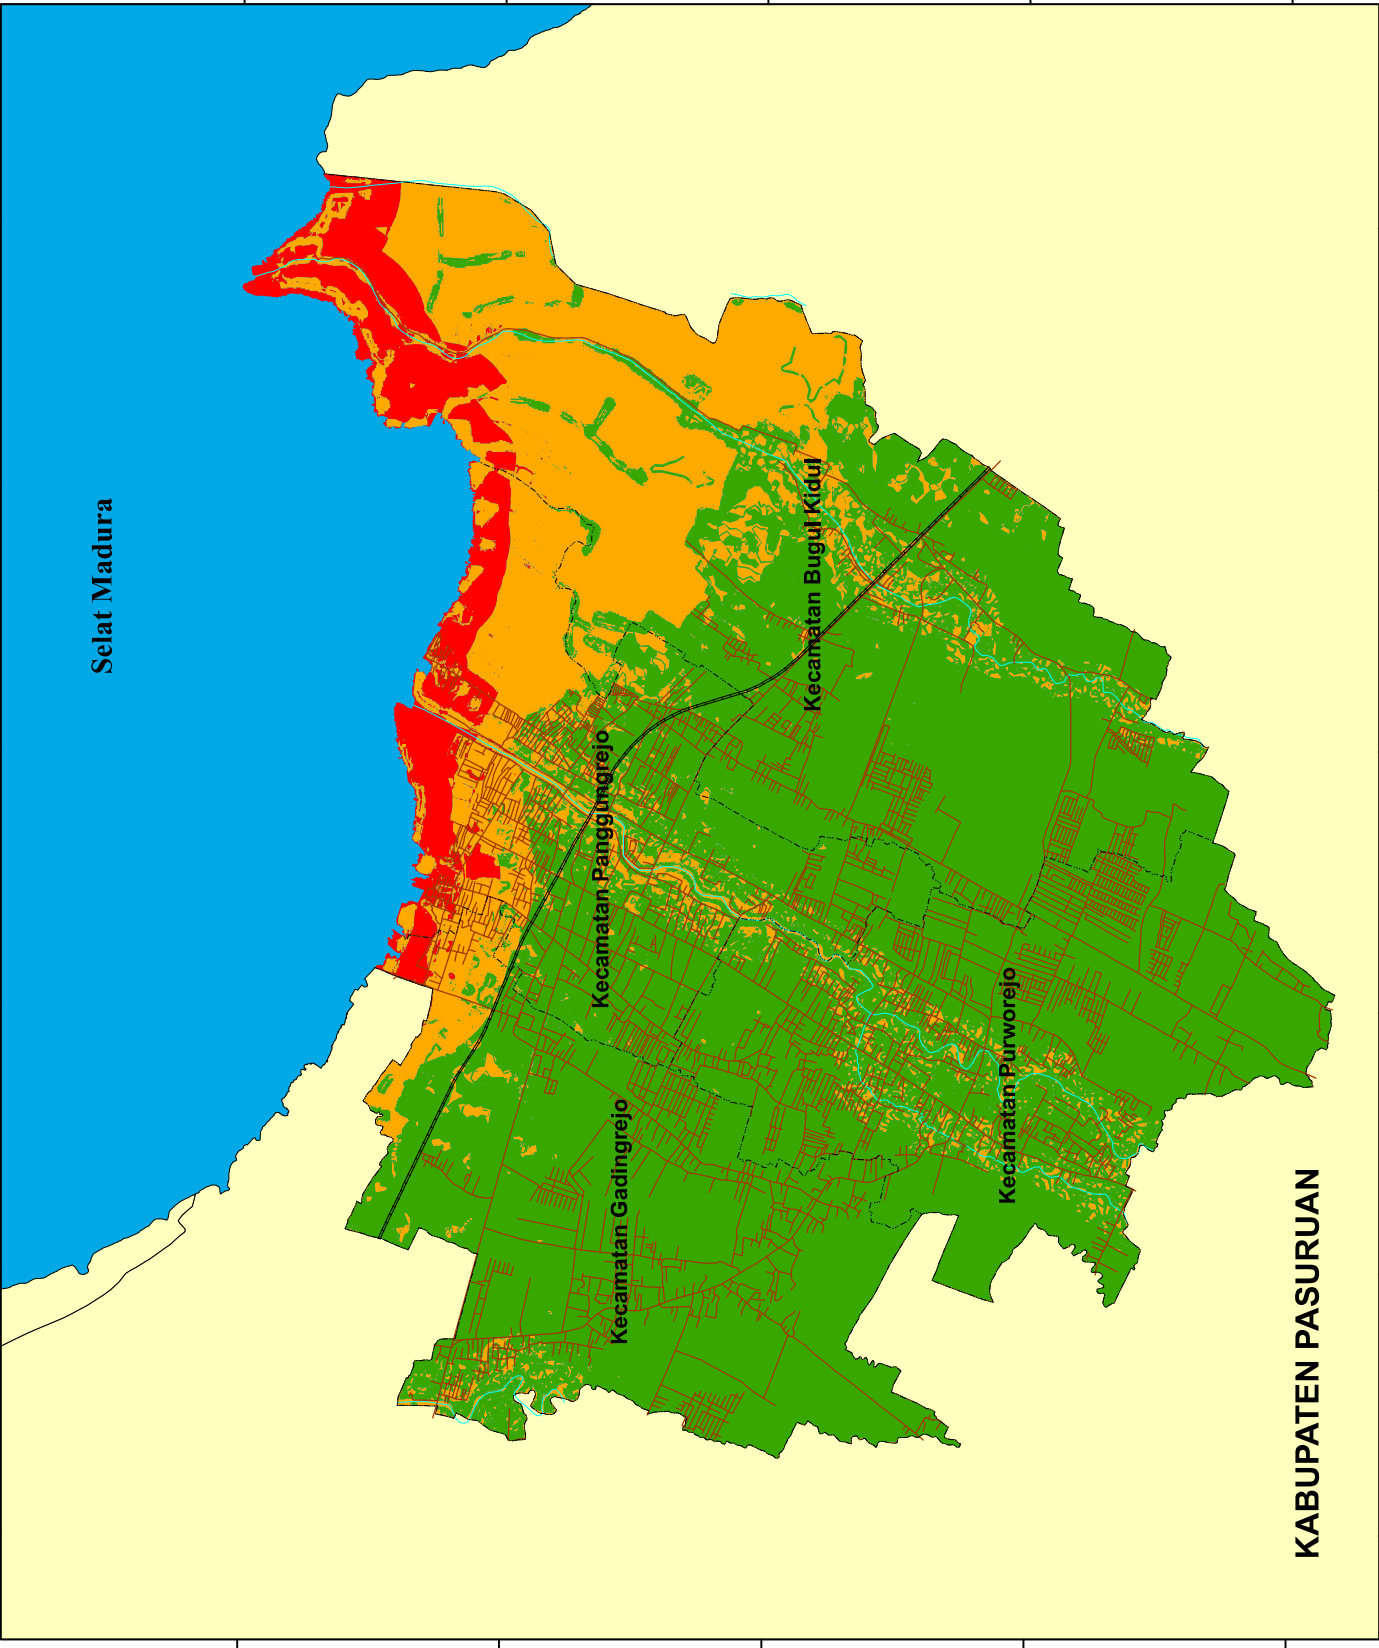 Selat Madura
Kecamatan Bugul Kidul
Kecamatan Panggungrejo
Kecamatan Purworejo
Kecamatan Gadingrejo
KABUPATEN PASURUAN